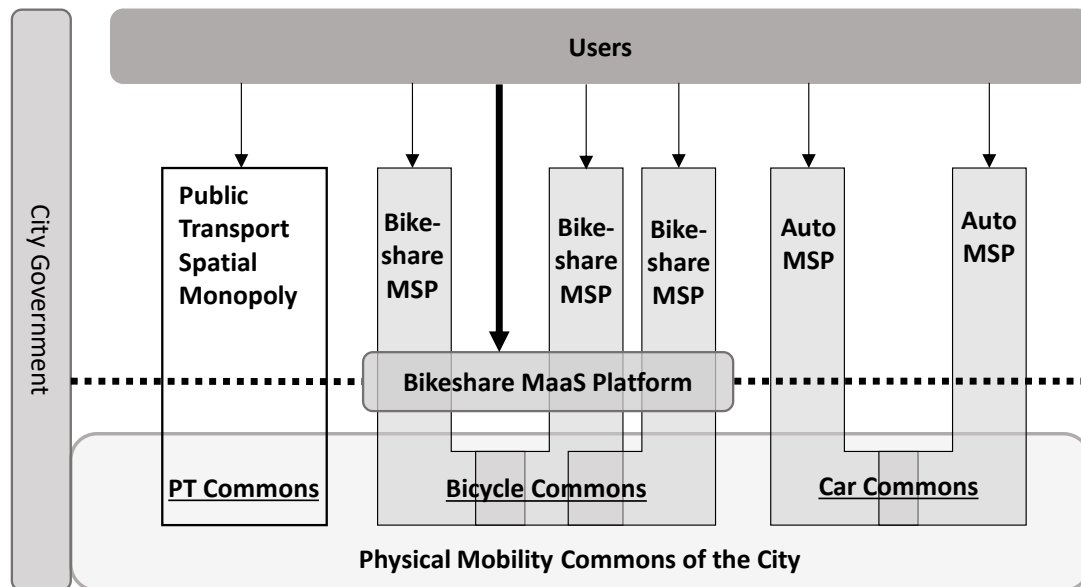 Users
City Government
Public
Transport
Spatial
Monopoly
Bike-
share
MSP
Bike-
share
MSP
Bike-
share
MSP
Auto
MSP
Auto
MSP
Bikeshare MaaS Platform
PT Commons
Bicycle Commons
Car Commons
Physical Mobility Commons of the City